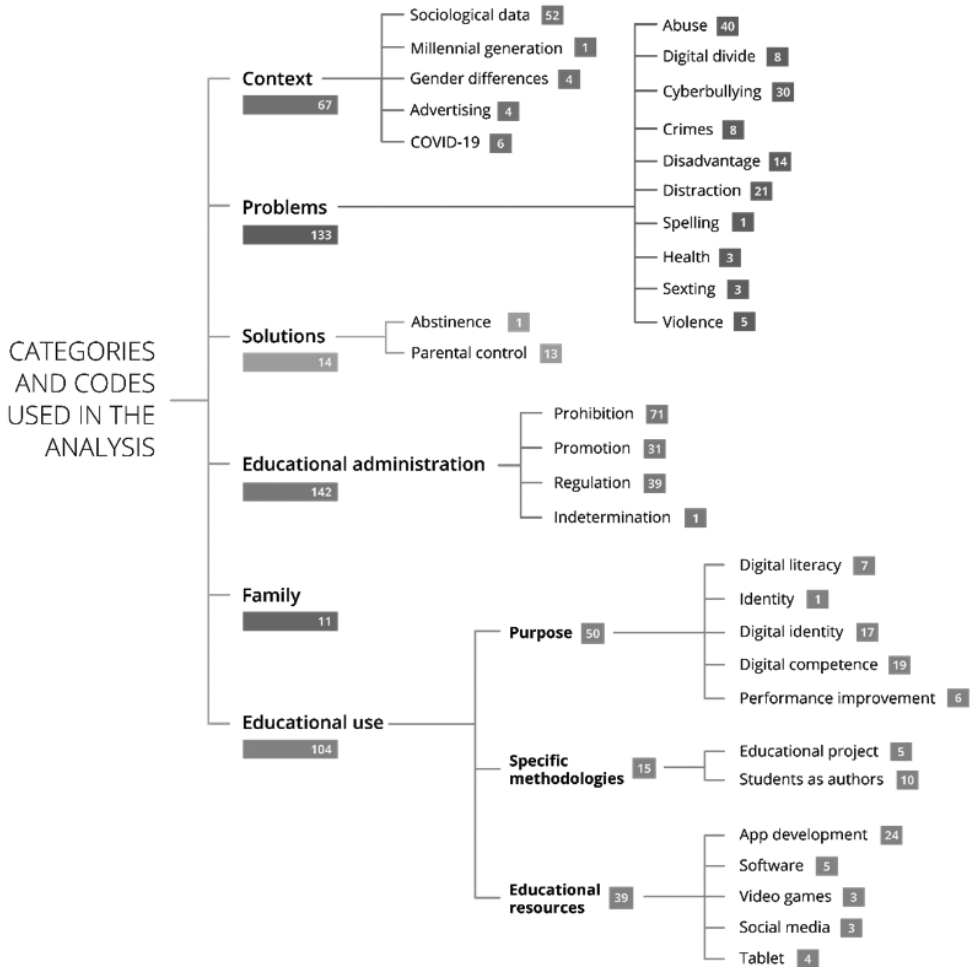 CATEGORIES
AND CODES
USED IN THE
ANALYSIS
Context
67
Sociological data 52
Millennial generation 1
Gender differences 4
Advertising 4
COVID-19 6
Problems
133
Abuse 40
Digital divide 8
Cyberbullying 30
Crimes 8
Disadvantage 14
Distraction 21
Spelling 1
Health 3
Sexting 3
Violence 5
Solutions
14
Abstinence 1
Parental control 13
Educational administration
142
Prohibition 71
Promotion 31
Regulation 39
Indetermination 1
Family
11
Educational use
104
Purpose 50
Digital literacy 7
Identity 1
Digital identity 17
Digital competence 19
Performance improvement 6
Specific
methodologies 15
Educational project 5
Students as authors 10
Educational
resources 39
App development 24
Software 5
Video games 3
Social media 3
Tablet 4